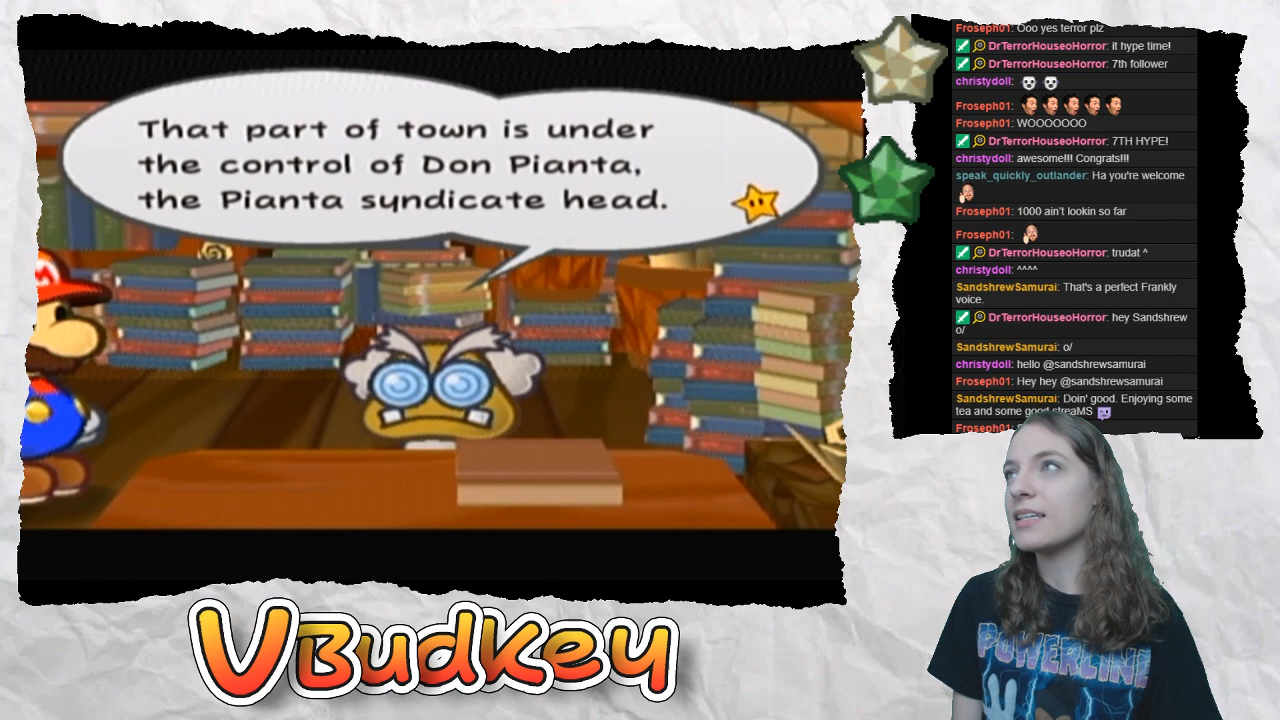 That part of town is under
the control of Don Pianta,
the Pianta syndicate head.
M
Froseph01: Ooo yes terror plz
DrTerrorHouseoHorror: it hype time!
DrTerrorHouseoHorror: 7th follower
christydoll:
Froseph01:
Froseph01: WOOOOOOO
DrTerrorHouseoHorror: 7TH HYPE!
christydoll: awesome!!! Congrats!!!
speak_quickly_outlander: Ha you're welcome
Froseph01: 1000 ain't lookin so far
Froseph01:
DrTerrorHouseoHorror: trudat ^
christydoll: ^^^^
SandshrewSamurai: That's a perfect Frankly
voice.
DrTerrorHouseoHorror: hey Sandshrew
o/
SandshrewSamurai: o/
christydoll: hello @sandshrewsamurai
Froseph01: Hey hey @sandshrewsamurai
SandshrewSamurai: Doin' good. Enjoying some
tea and some good streaMS
Froseph01:
VBudkey
POWERLINE